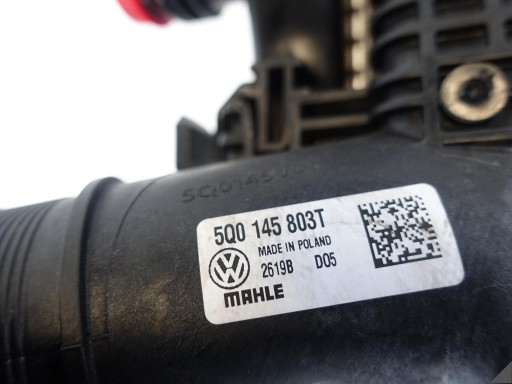 5Q0 145 803T
MADE IN POLAND
2619B D05
MAHLE